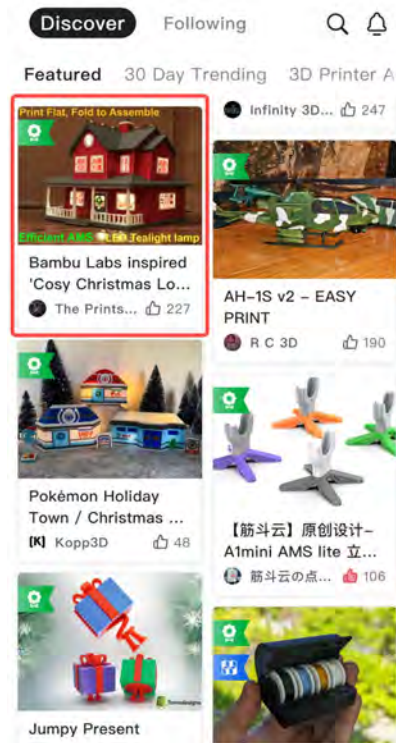 Discover
Following
Featured
30 Day Trending
3D Printer A
Print Flat, Fold to Assemble
Efficient AMS
LED Tealight lamp
Bambu Labs inspired
'Cosy Christmas Lo...
The Prints...
227
Pokémon Holiday
Town / Christmas ...
[K] Kopp3D
48
Jumpy Present
Infinity 3D...
247
AH-1S v2 – EASY
PRINT
R C 3D
190
【筋斗云】原创设计-
A1mini AMS lite 立...
筋斗云の点...
106